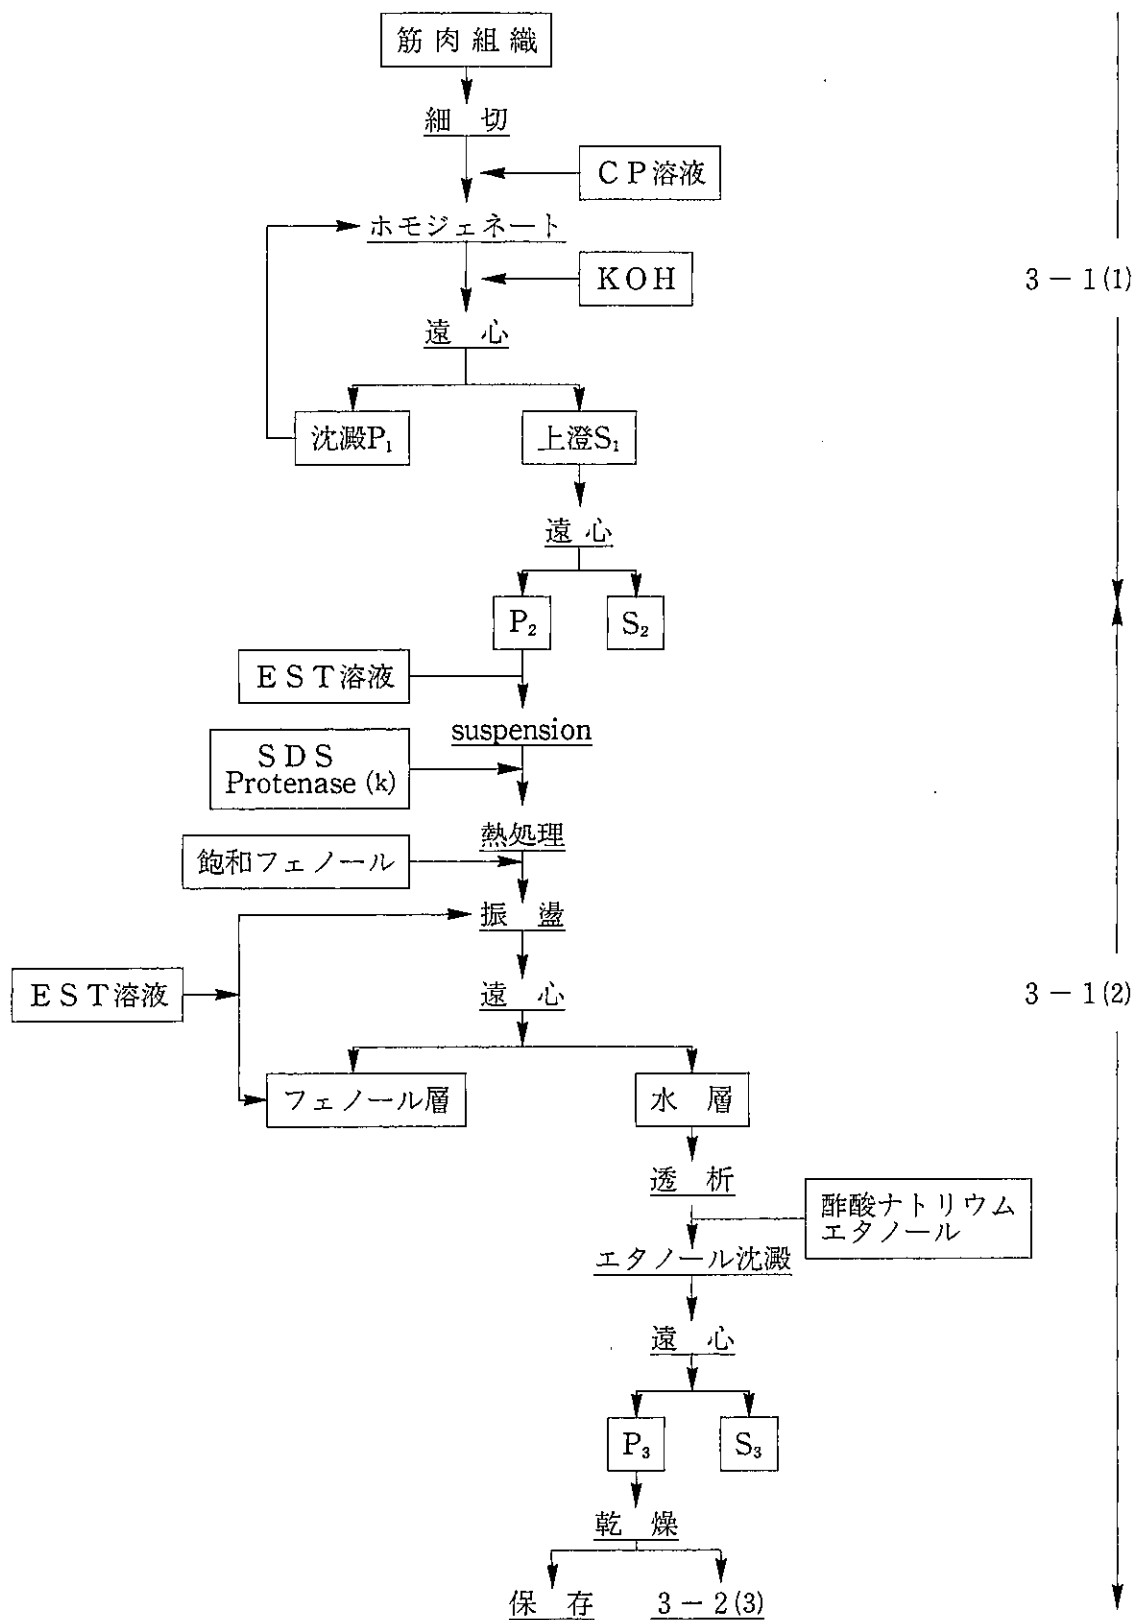 筋肉組織
細切
CP溶液
ホモジェネート
KOH
3－1(1)
遠心
沈澱P₁
上澄S₁
遠心
P₂
S₂
EST溶液
suspension
SDS
Protenase (k)
熱処理
飽和フェノール
振盪
EST溶液
遠心
3－1(2)
フェノール層
水層
透析
酢酸ナトリウム
エタノール
エタノール沈澱
遠心
P₃
S₃
乾燥
保存
3－2(3)